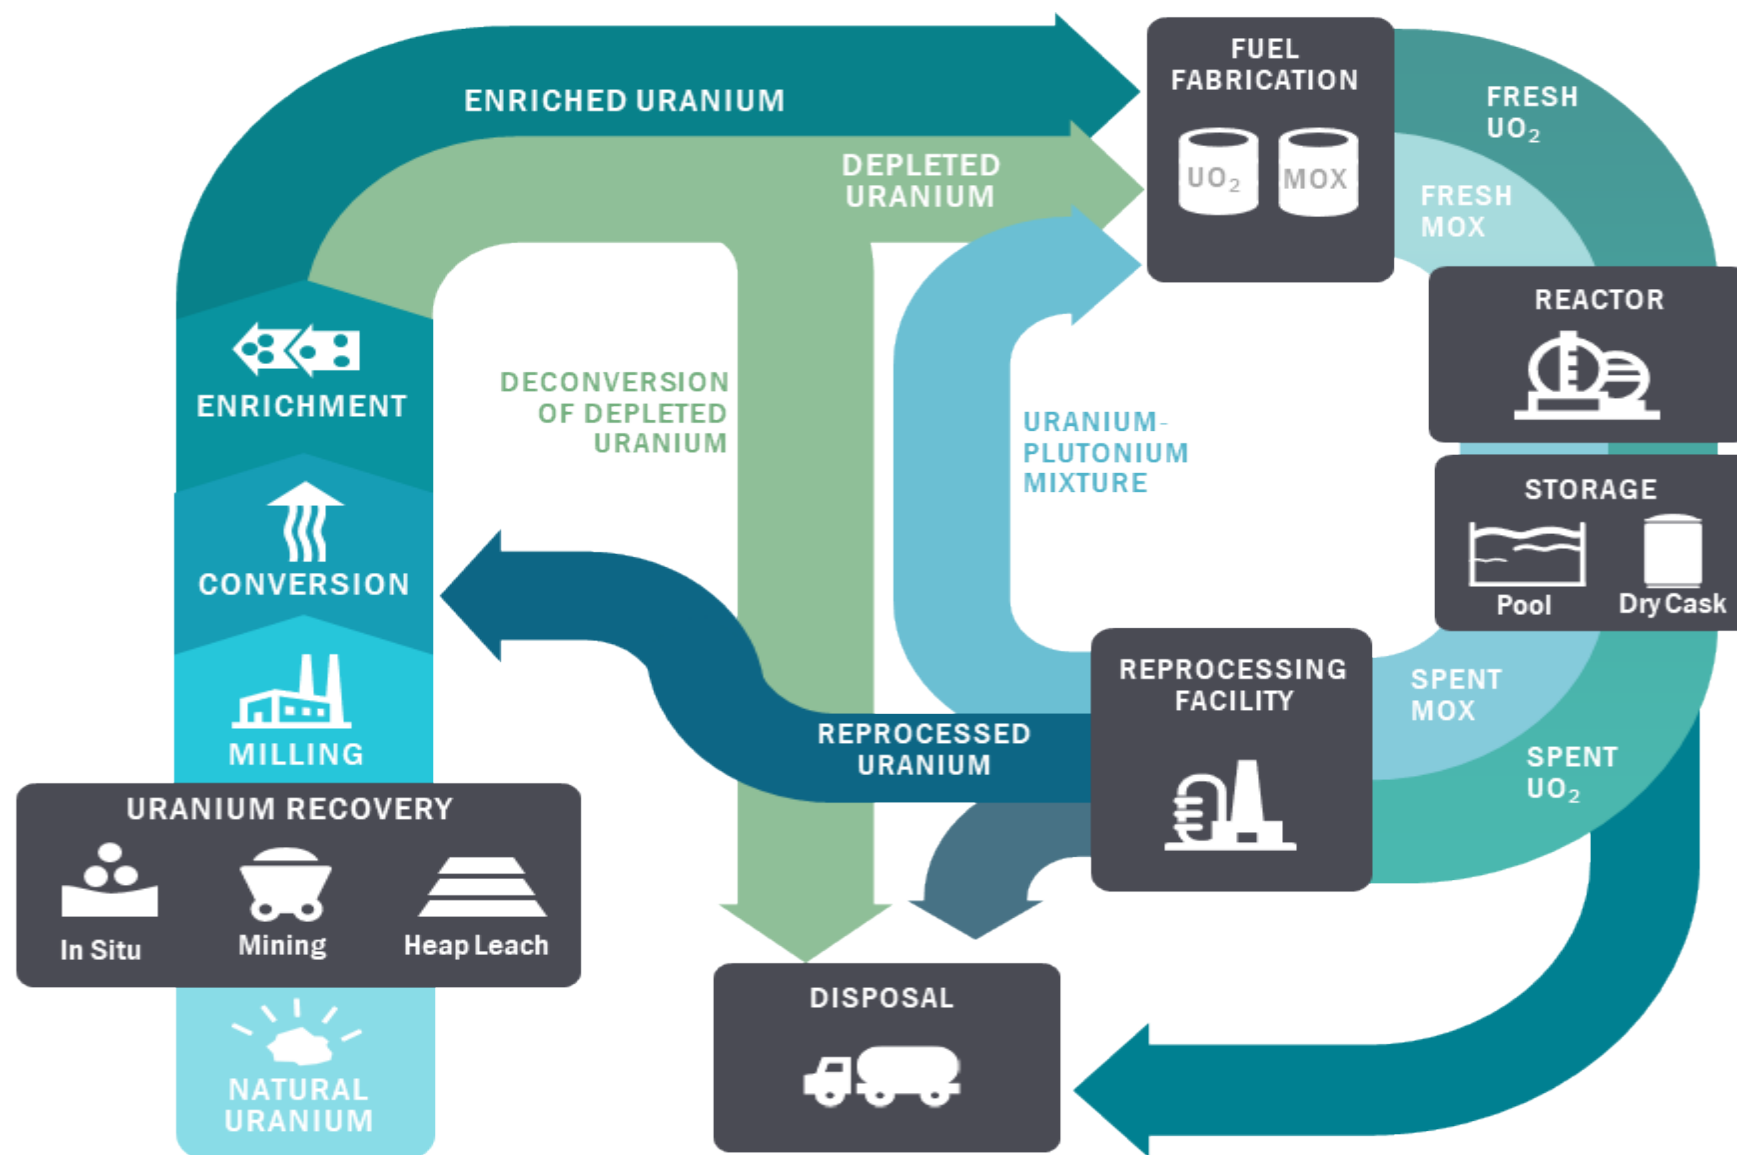 ENRICHED URANIUM
DEPLETED
URANIUM
FUEL
FABRICATION
UO₂
MOX
FRESH
UO₂
FRESH
MOX
REACTOR
STORAGE
Pool
Dry Cask
ENRICHMENT
DECONVERSION
OF DEPLETED
URANIUM
URANIUM-
PLUTONIUM
MIXTURE
CONVERSION
MILLING
REPROCESSED
URANIUM
REPROCESSING
FACILITY
SPENT
MOX
SPENT
UO₂
URANIUM RECOVERY
In Situ
Mining
Heap Leach
NATURAL
URANIUM
DISPOSAL